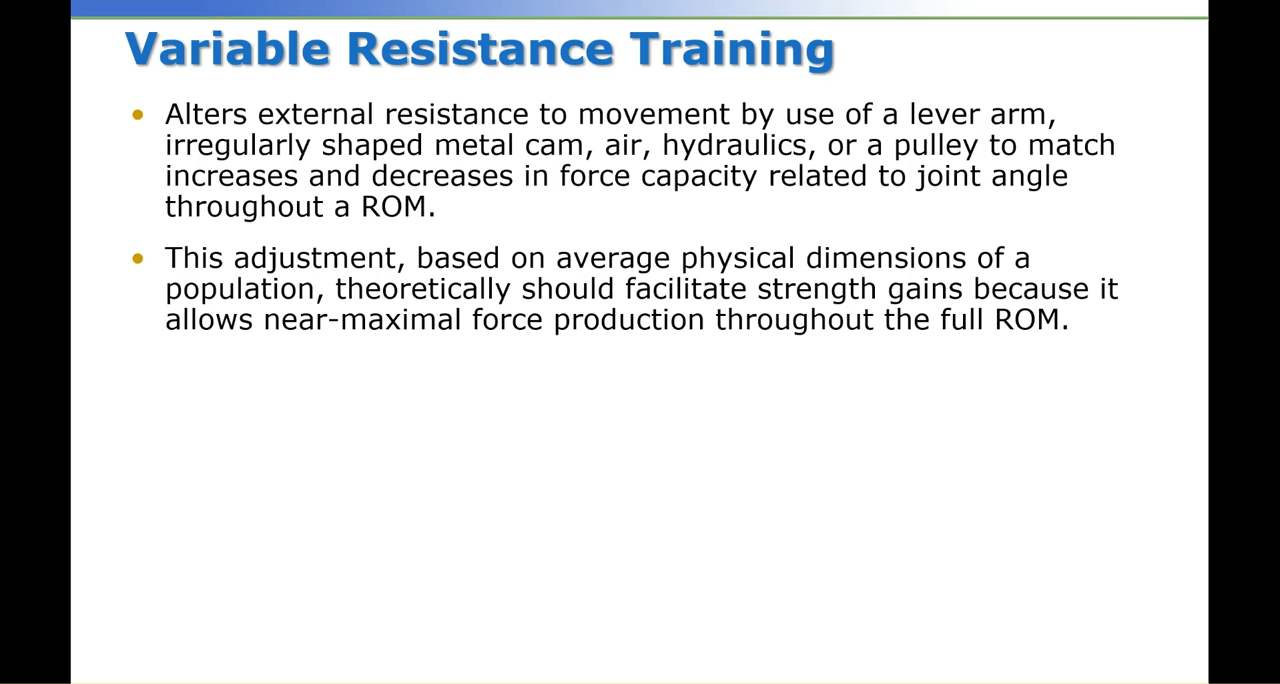 Variable Resistance Training
• Alters external resistance to movement by use of a lever arm,
irregularly shaped metal cam, air, hydraulics, or a pulley to match
increases and decreases in force capacity related to joint angle
throughout a ROM.
• This adjustment, based on average physical dimensions of a
population, theoretically should facilitate strength gains because it
allows near-maximal force production throughout the full ROM.